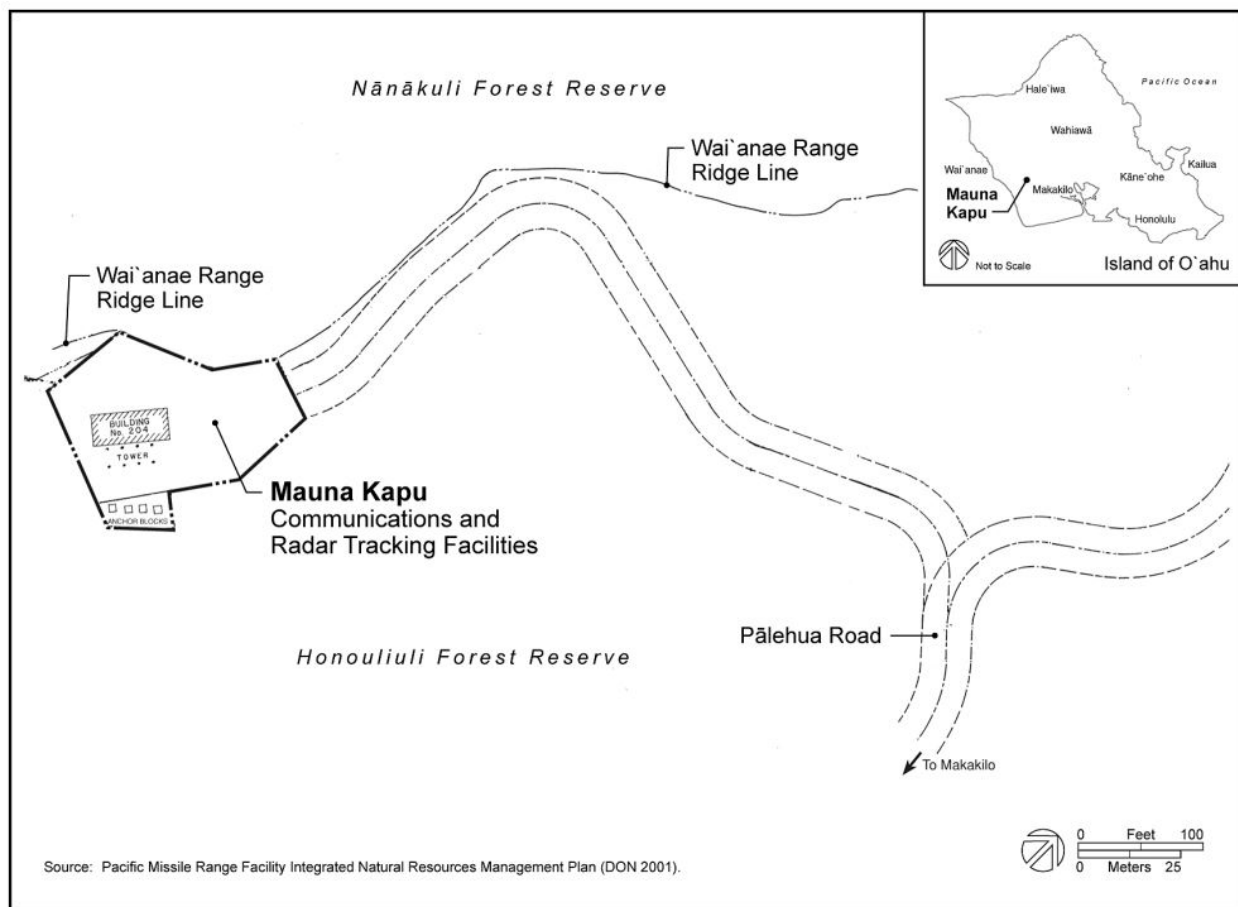 Nānākuli Forest Reserve
Wai`anae Range
Ridge Line
Wai`anae Range
Ridge Line
BUILDING
No. 204
TOWER
ANCHOR BLOCKS
Mauna Kapu
Communications and
Radar Tracking Facilities
Honouliuli Forest Reserve
Pālehua Road
To Makakilo
Pacific Ocean
Hale`iwa
Wahiawā
Wai`anae
Kāne`ohe
Kailua
Mauna
Kapu
Makakilo
Honolulu
Not to Scale
Island of O`ahu
0 Feet 100
0 Meters 25
Source: Pacific Missile Range Facility Integrated Natural Resources Management Plan (DON 2001).